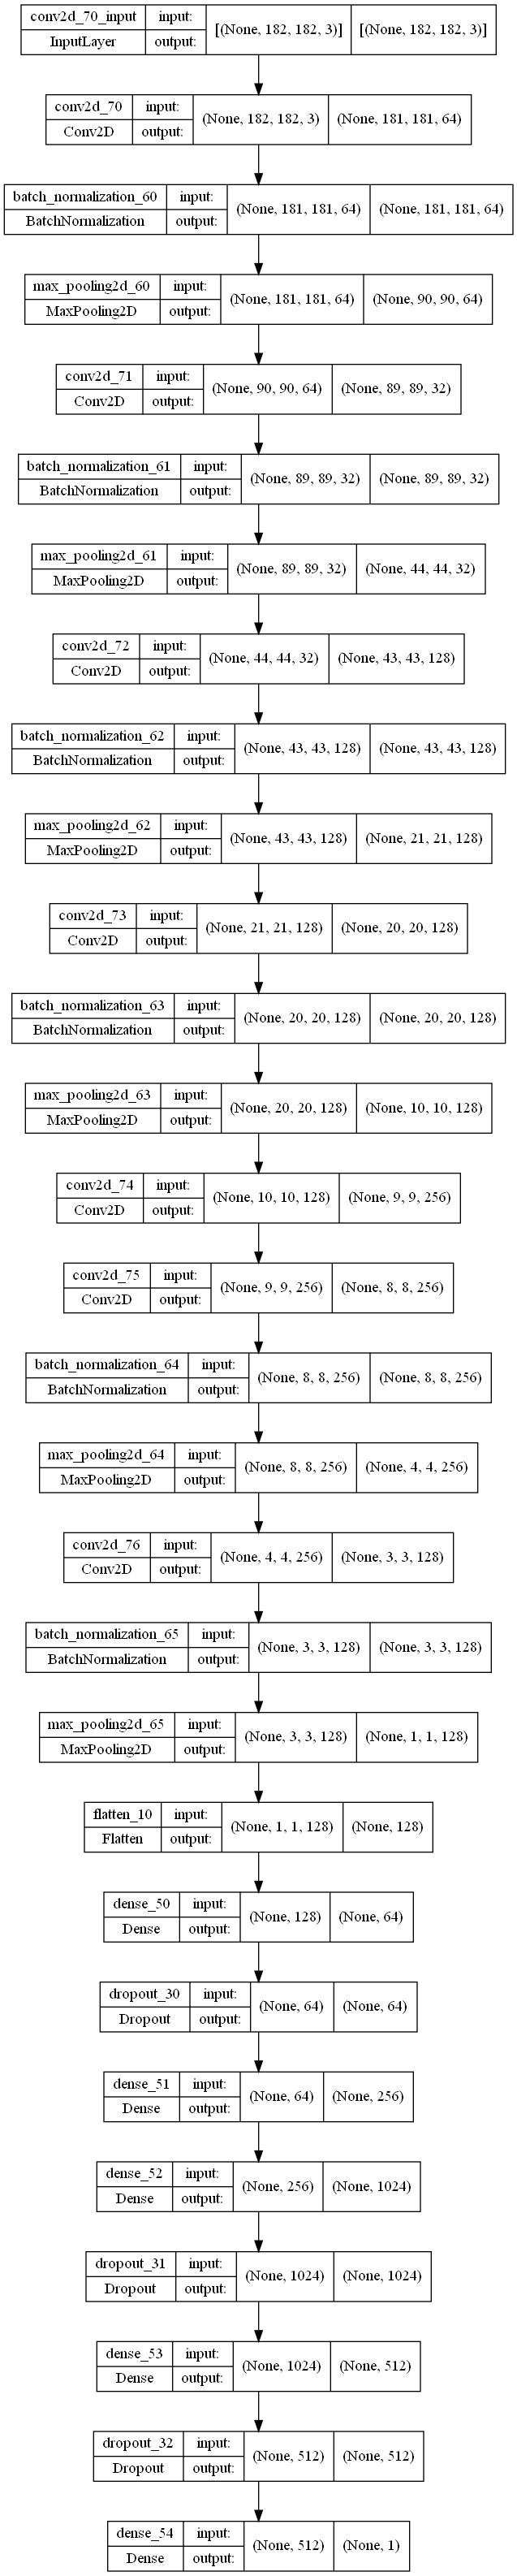 conv2d_70_input input: [(None, 182, 182, 3)] [(None, 182, 182, 3)]
InputLayer output:
conv2d_70 input: (None, 182, 182, 3) (None, 181, 181, 64)
Conv2D output:
batch_normalization_60 input: (None, 181, 181, 64) (None, 181, 181, 64)
BatchNormalization output:
max_pooling2d_60 input: (None, 181, 181, 64) (None, 90, 90, 64)
MaxPooling2D output:
conv2d_71 input: (None, 90, 90, 64) (None, 89, 89, 32)
Conv2D output:
batch_normalization_61 input: (None, 89, 89, 32) (None, 89, 89, 32)
BatchNormalization output:
max_pooling2d_61 input: (None, 89, 89, 32) (None, 44, 44, 32)
MaxPooling2D output:
conv2d_72 input: (None, 44, 44, 32) (None, 43, 43, 128)
Conv2D output:
batch_normalization_62 input: (None, 43, 43, 128) (None, 43, 43, 128)
BatchNormalization output:
max_pooling2d_62 input: (None, 43, 43, 128) (None, 21, 21, 128)
MaxPooling2D output:
conv2d_73 input: (None, 21, 21, 128) (None, 20, 20, 128)
Conv2D output:
batch_normalization_63 input: (None, 20, 20, 128) (None, 20, 20, 128)
BatchNormalization output:
max_pooling2d_63 input: (None, 20, 20, 128) (None, 10, 10, 128)
MaxPooling2D output:
conv2d_74 input: (None, 10, 10, 128) (None, 9, 9, 256)
Conv2D output:
conv2d_75 input: (None, 9, 9, 256) (None, 8, 8, 256)
Conv2D output:
batch_normalization_64 input: (None, 8, 8, 256) (None, 8, 8, 256)
BatchNormalization output:
max_pooling2d_64 input: (None, 8, 8, 256) (None, 4, 4, 256)
MaxPooling2D output:
conv2d_76 input: (None, 4, 4, 256) (None, 3, 3, 128)
Conv2D output:
batch_normalization_65 input: (None, 3, 3, 128) (None, 3, 3, 128)
BatchNormalization output:
max_pooling2d_65 input: (None, 3, 3, 128) (None, 1, 1, 128)
MaxPooling2D output:
flatten_10 input: (None, 1, 1, 128) (None, 128)
Flatten output:
dense_50 input: (None, 128) (None, 64)
Dense output:
dropout_30 input: (None, 64) (None, 64)
Dropout output:
dense_51 input: (None, 64) (None, 256)
Dense output:
dense_52 input: (None, 256) (None, 1024)
Dense output:
dropout_31 input: (None, 1024) (None, 1024)
Dropout output:
dense_53 input: (None, 1024) (None, 512)
Dense output:
dropout_32 input: (None, 512) (None, 512)
Dropout output:
dense_54 input: (None, 512) (None, 1)
Dense output: